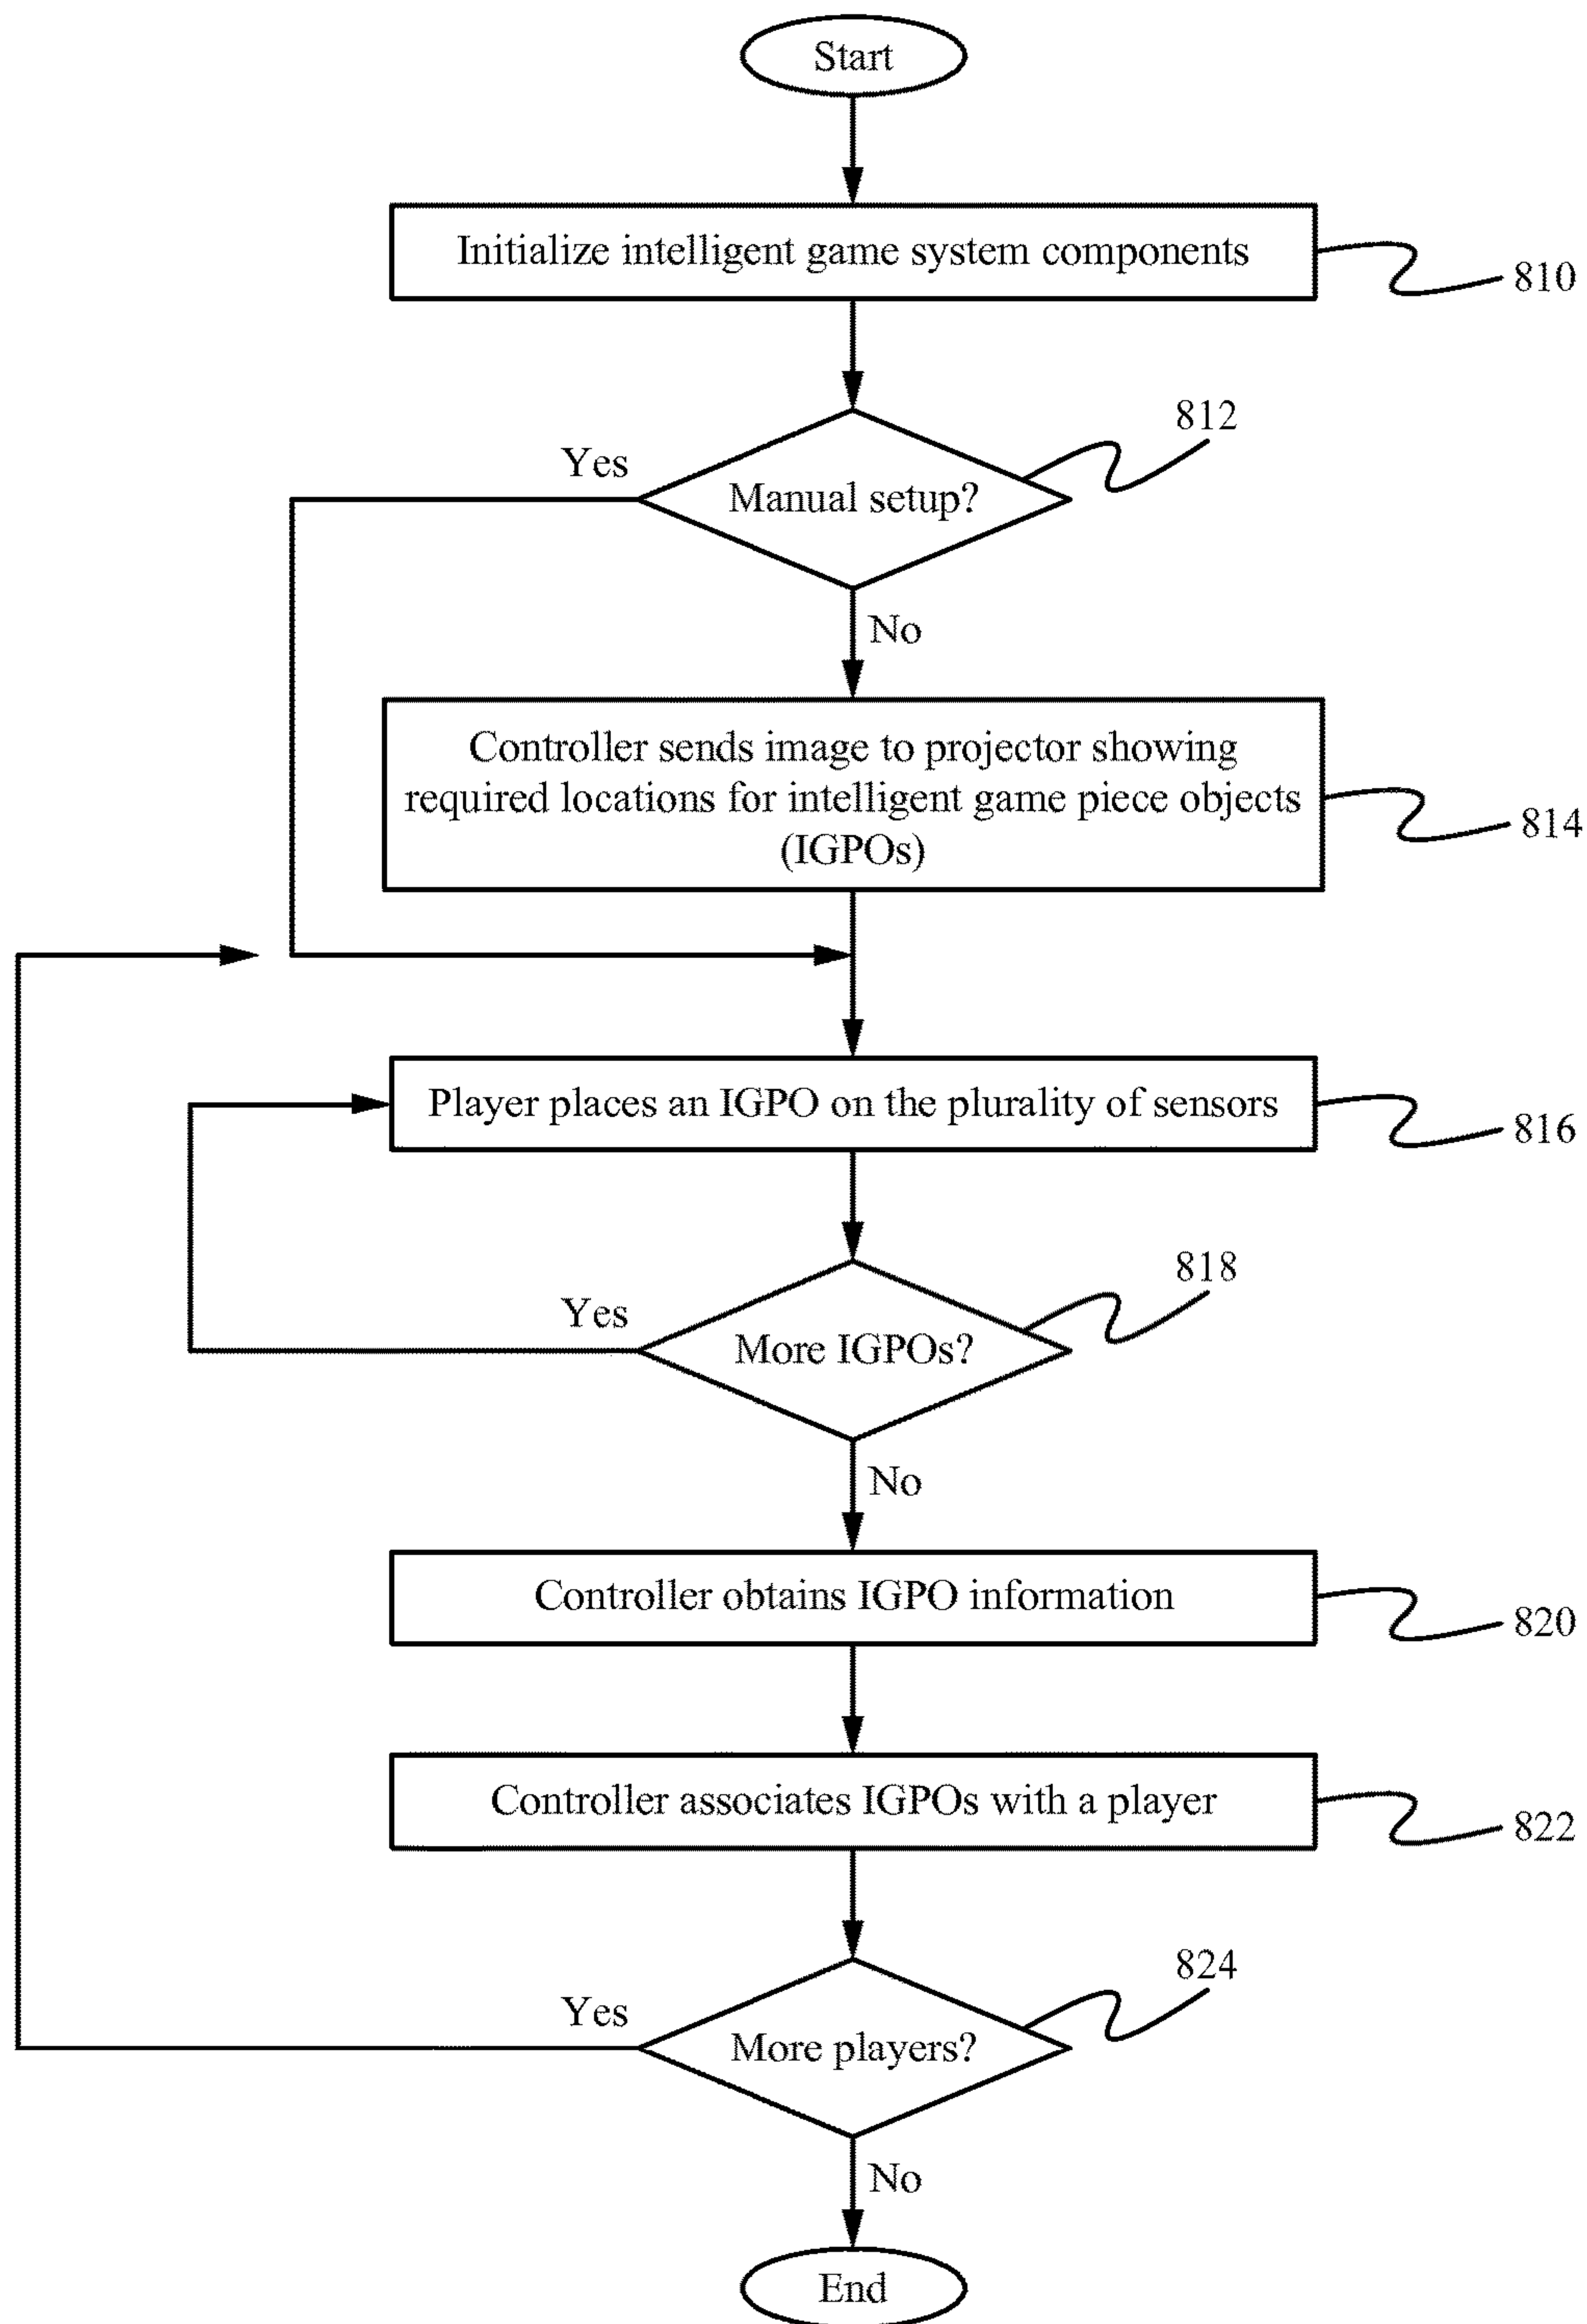 Start
Initialize intelligent game system components
810
812
Yes
Manual setup?
No
Controller sends image to projector showing
required locations for intelligent game piece objects
(IGPOs)
814
Player places an IGPO on the plurality of sensors
816
818
Yes
More IGPOs?
No
Controller obtains IGPO information
820
Controller associates IGPOs with a player
822
824
Yes
More players?
No
End